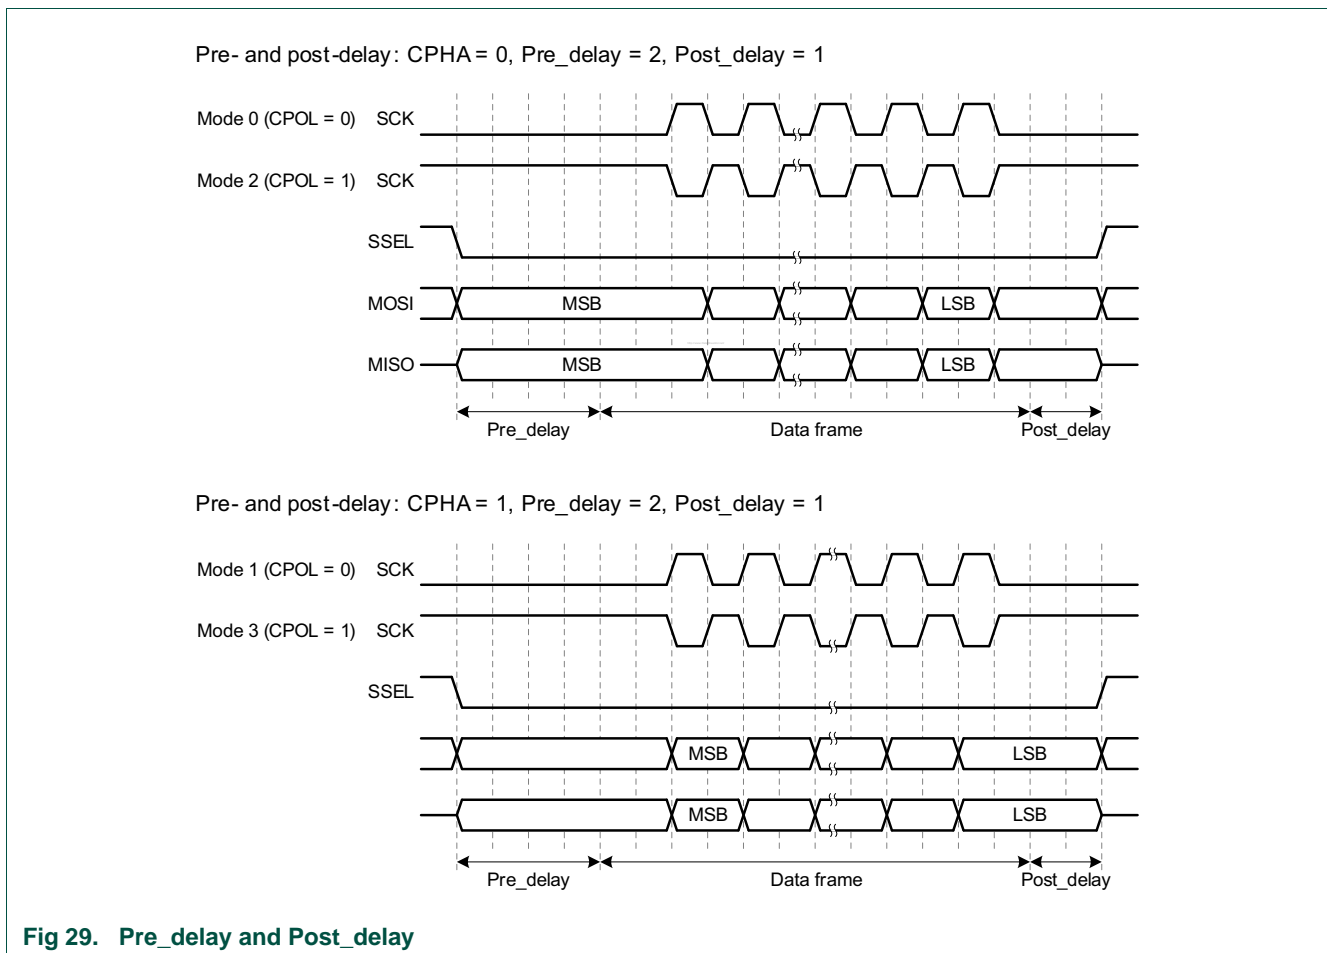 Pre- and post-delay: CPHA = 0, Pre_delay = 2, Post_delay = 1
Mode 0 (CPOL = 0) SCK
Mode 2 (CPOL = 1) SCK
SSEL
MOSI MSB LSB
MISO MSB LSB
Pre_delay Data frame Post_delay
Pre- and post-delay: CPHA = 1, Pre_delay = 2, Post_delay = 1
Mode 1 (CPOL = 0) SCK
Mode 3 (CPOL = 1) SCK
SSEL
MSB LSB
MSB LSB
Pre_delay Data frame Post_delay
Fig 29. Pre_delay and Post_delay